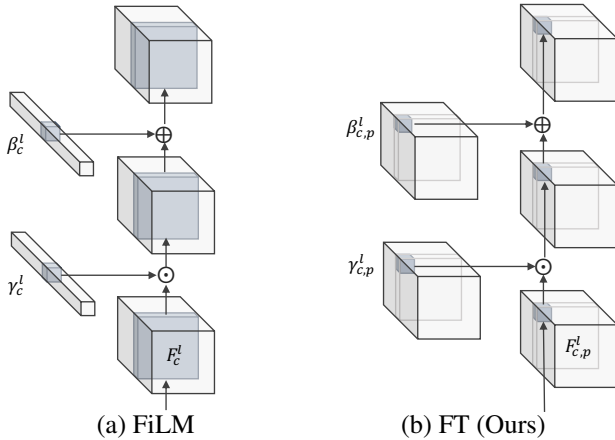 β_c^l
γ_c^l
F_c^l
(a) FiLM
β_{c,p}^l
γ_{c,p}^l
F_{c,p}^l
(b) FT (Ours)